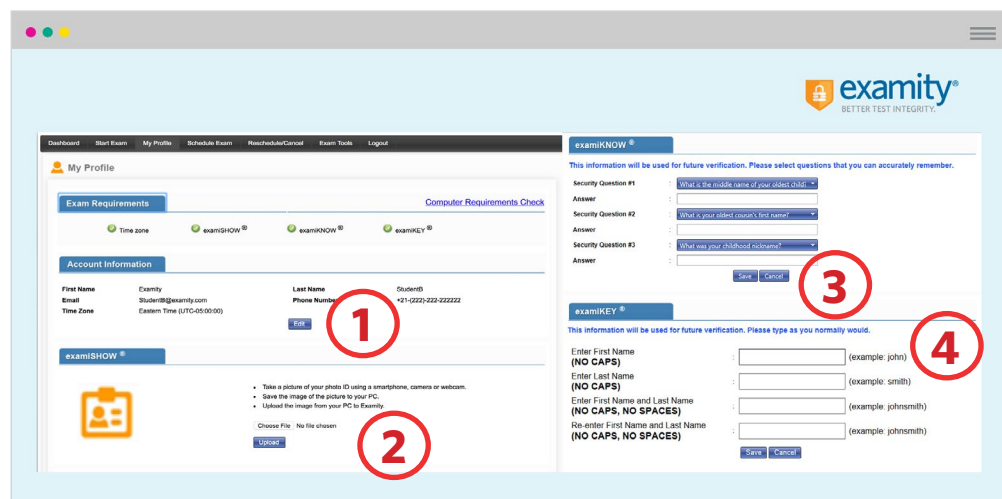 examity®
BETTER TEST INTEGRITY.
Dashboard Start Exam My Profile Schedule Exam Reschedule/Cancel Exam Tools Logout
My Profile
Exam Requirements Computer Requirements Check
Time zone examiSHOW ® examiKNOW ® examiKEY ®
Account Information
First Name Examity Last Name StudentB
Email StudentB@examity.com Phone Number +21-(222)-222-222222
Time Zone Eastern Time (UTC-05:00:00)
Edit
1
examiSHOW ®
Take a picture of your photo ID using a smartphone, camera or webcam.
Save the image of the picture to your PC.
Upload the image from your PC to Examity.
Choose File No file chosen
Upload
2
examiKNOW ®
This information will be used for future verification. Please select questions that you can accurately remember.
Security Question #1 : What is the middle name of your oldest child?
Answer :
Security Question #2 : What is your oldest cousin's first name?
Answer :
Security Question #3 : What was your childhood nickname?
Answer :
Save Cancel
3
examiKEY ®
This information will be used for future verification. Please type as you normally would.
4
Enter First Name
(NO CAPS) : (example: john)
Enter Last Name
(NO CAPS) : (example: smith)
Enter First Name and Last Name
(NO CAPS, NO SPACES) : (example: johnsmith)
Re-enter First Name and Last Name
(NO CAPS, NO SPACES) : (example: johnsmith)
Save Cancel